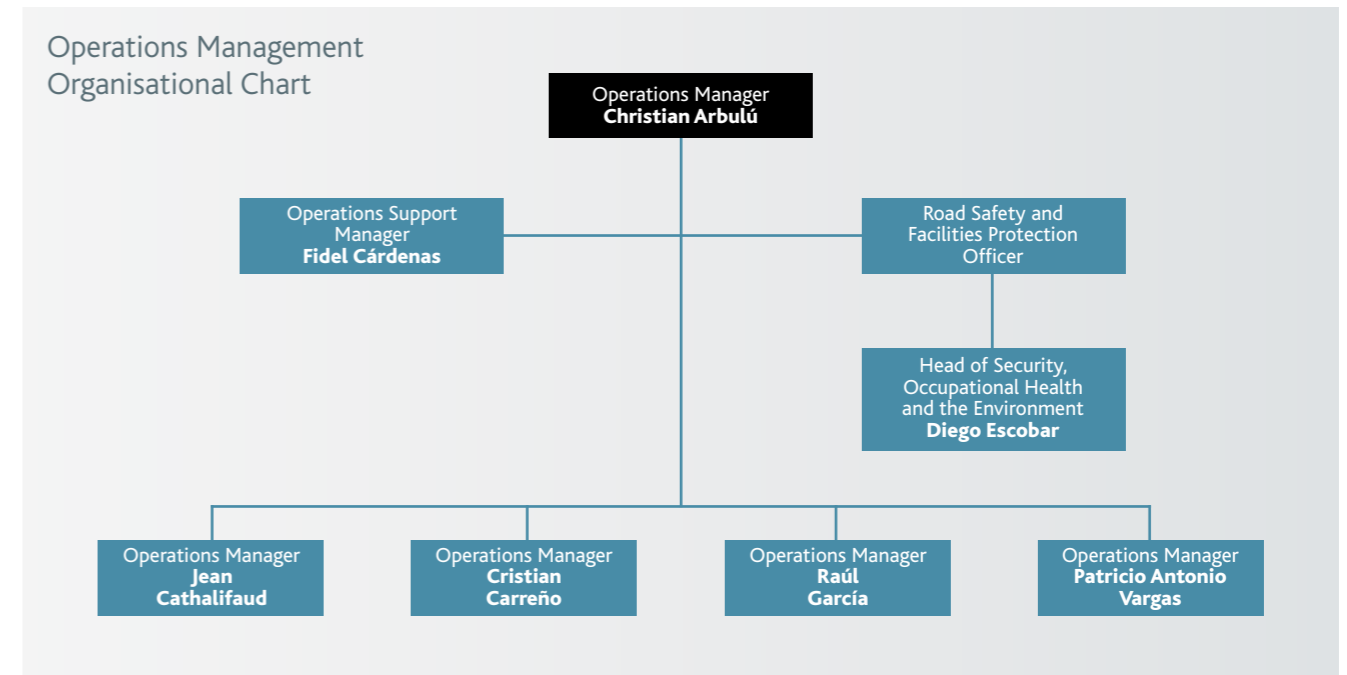 Operations Management
Organisational Chart
Operations Manager
Christian Arbulú
Operations Support
Manager
Fidel Cárdenas
Road Safety and
Facilities Protection
Officer
Head of Security,
Occupational Health
and the Environment
Diego Escobar
Operations Manager
Jean
Cathalifaud
Operations Manager
Cristian
Carreño
Operations Manager
Raúl
García
Operations Manager
Patricio Antonio
Vargas